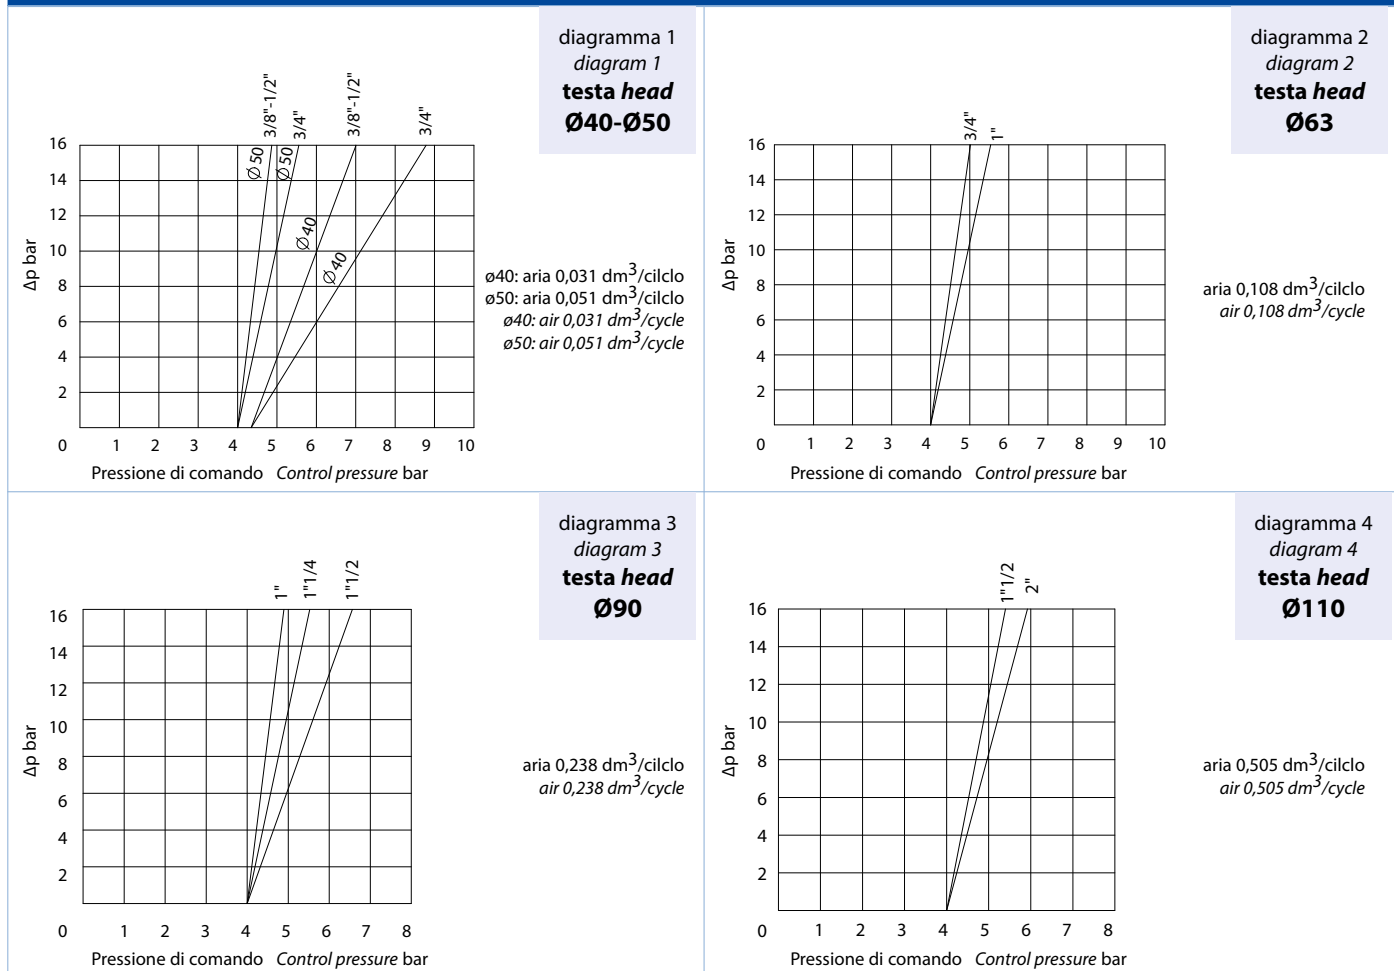 diagramma 1
diagram 1
testa head
Ø40-Ø50
3/8"-1/2"
3/4"
3/8"-1/2"
3/4"
Ø 50
Ø 50
Ø 40
Ø 40
16
14
12
10
8
6
4
2
0 1 2 3 4 5 6 7 8 9 10
Δp bar
Pressione di comando Control pressure bar
ø40: aria 0,031 dm3/cilclo
ø50: aria 0,051 dm3/cilclo
ø40: air 0,031 dm3/cycle
ø50: air 0,051 dm3/cycle
diagramma 2
diagram 2
testa head
Ø63
3/4"
1"
16
14
12
10
8
6
4
2
0 1 2 3 4 5 6 7 8 9 10
Δp bar
Pressione di comando Control pressure bar
aria 0,108 dm3/cilclo
air 0,108 dm3/cycle
diagramma 3
diagram 3
testa head
Ø90
1"
1"1/4
1"1/2
16
14
12
10
8
6
4
2
0 1 2 3 4 5 6 7 8
Δp bar
Pressione di comando Control pressure bar
aria 0,238 dm3/cilclo
air 0,238 dm3/cycle
diagramma 4
diagram 4
testa head
Ø110
1"1/2
2"
16
14
12
10
8
6
4
2
0 1 2 3 4 5 6 7 8
Δp bar
Pressione di comando Control pressure bar
aria 0,505 dm3/cilclo
air 0,505 dm3/cycle